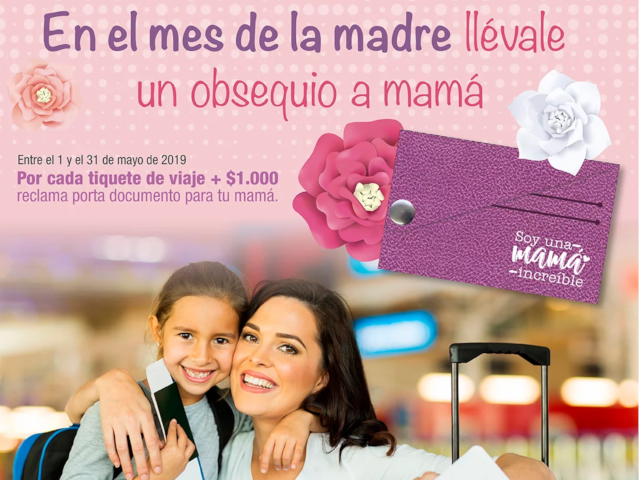 En el mes de la madre llévale
un obsequio a mamá
Entre el 1 y el 31 de mayo de 2019
Por cada tiquete de viaje + $1.000
reclama porta documento para tu mamá.
Soy una
mamá
increíble